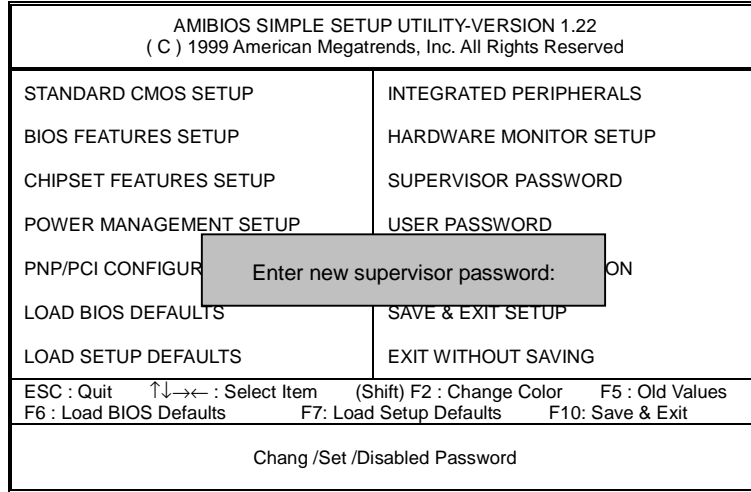 AMIBIOS SIMPLE SETUP UTILITY-VERSION 1.22
( C ) 1999 American Megatrends, Inc. All Rights Reserved
STANDARD CMOS SETUP
BIOS FEATURES SETUP
CHIPSET FEATURES SETUP
POWER MANAGEMENT SETUP
PNP/PCI
LOAD BIOS DEFAULTS
LOAD SETUP DEFAULTS
INTEGRATED PERIPHERALS
HARDWARE MONITOR SETUP
SUPERVISOR PASSWORD
USER PASSWORD
SAVE & EXIT SETUP
EXIT WITHOUT SAVING
Enter new supervisor password:
ESC : Quit ↑↓→← : Select Item (Shift) F2 : Change Color F5 : Old Values
F6 : Load BIOS Defaults F7: Load Setup Defaults F10: Save & Exit
Chang /Set /Disabled Password